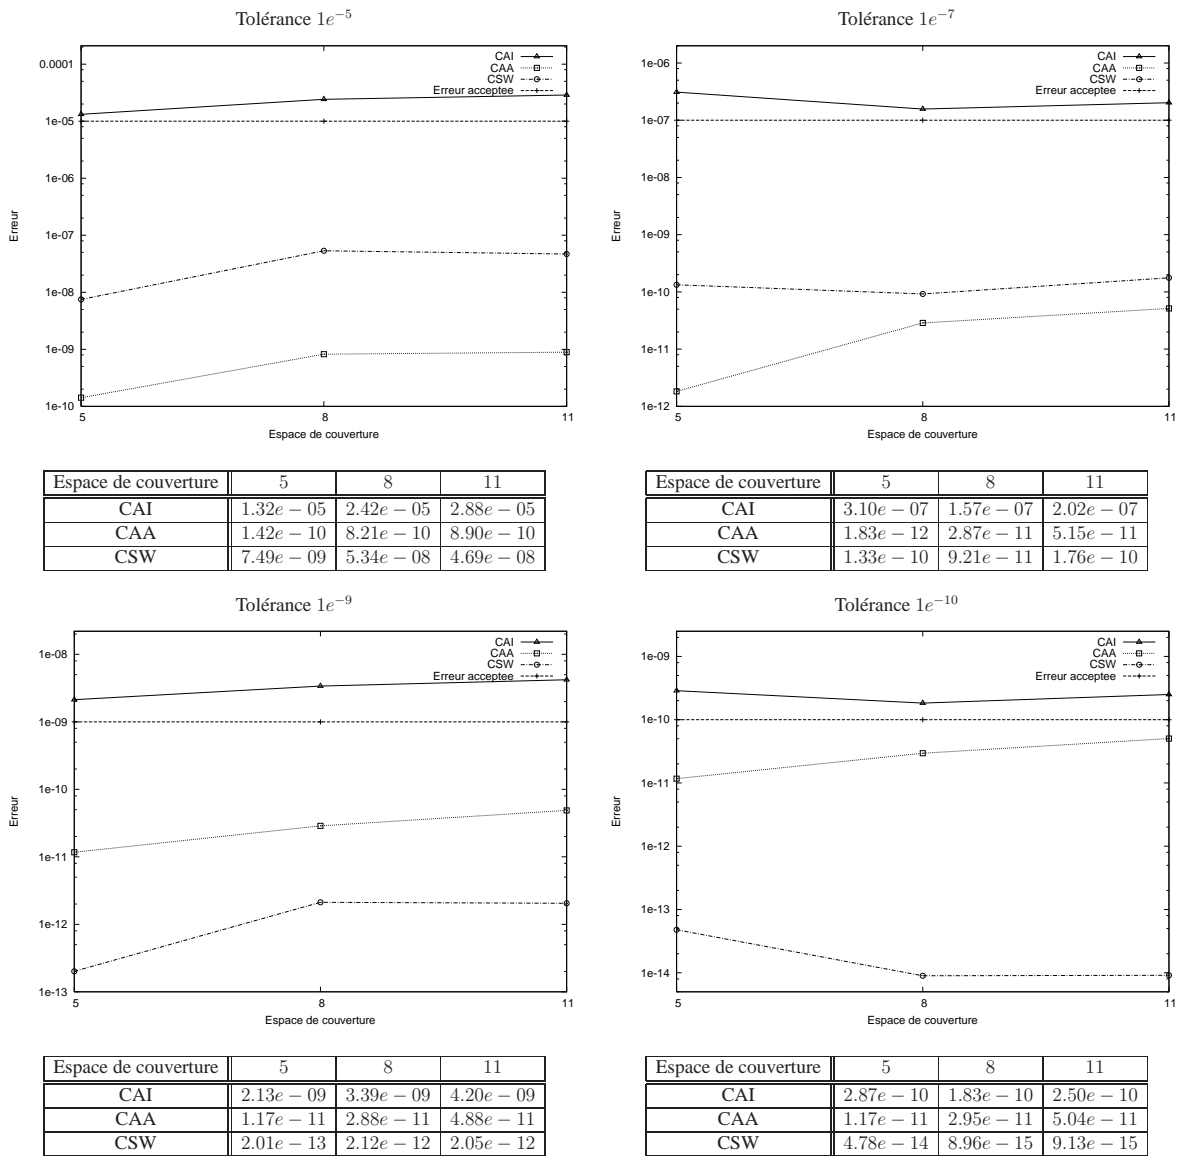 Tolérance 1e−5
CAI
CAA
CSW
Erreur acceptee
0.0001
1e-05
1e-06
1e-07
1e-08
1e-09
1e-10
Erreur
5 8 11
Espace de couverture
Espace de couverture 5 8 11
CAI 1.32e − 05 2.42e − 05 2.88e − 05
CAA 1.42e − 10 8.21e − 10 8.90e − 10
CSW 7.49e − 09 5.34e − 08 4.69e − 08
Tolérance 1e−7
CAI
CAA
CSW
Erreur acceptee
1e-06
1e-07
1e-08
1e-09
1e-10
1e-11
1e-12
Erreur
5 8 11
Espace de couverture
Espace de couverture 5 8 11
CAI 3.10e − 07 1.57e − 07 2.02e − 07
CAA 1.83e − 12 2.87e − 11 5.15e − 11
CSW 1.33e − 10 9.21e − 11 1.76e − 10
Tolérance 1e−9
CAI
CAA
CSW
Erreur acceptee
1e-08
1e-09
1e-10
1e-11
1e-12
1e-13
Erreur
5 8 11
Espace de couverture
Espace de couverture 5 8 11
CAI 2.13e − 09 3.39e − 09 4.20e − 09
CAA 1.17e − 11 2.88e − 11 4.88e − 11
CSW 2.01e − 13 2.12e − 12 2.05e − 12
Tolérance 1e−10
CAI
CAA
CSW
Erreur acceptee
1e-09
1e-10
1e-11
1e-12
1e-13
1e-14
Erreur
5 8 11
Espace de couverture
Espace de couverture 5 8 11
CAI 2.87e − 10 1.83e − 10 2.50e − 10
CAA 1.17e − 11 2.95e − 11 5.04e − 11
CSW 4.78e − 14 8.96e − 15 9.13e − 15